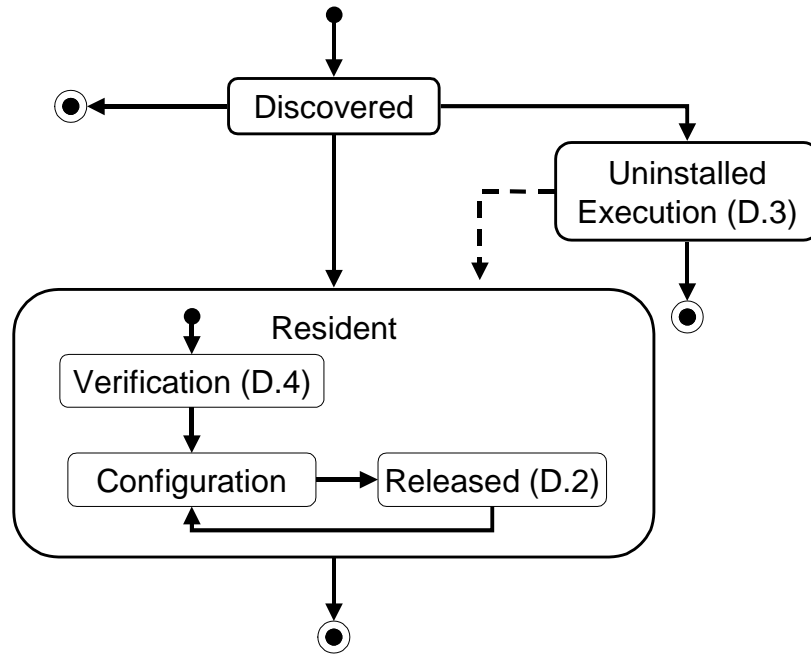 Discovered
Uninstalled
Execution (D.3)
Resident
Verification (D.4)
Configuration
Released (D.2)